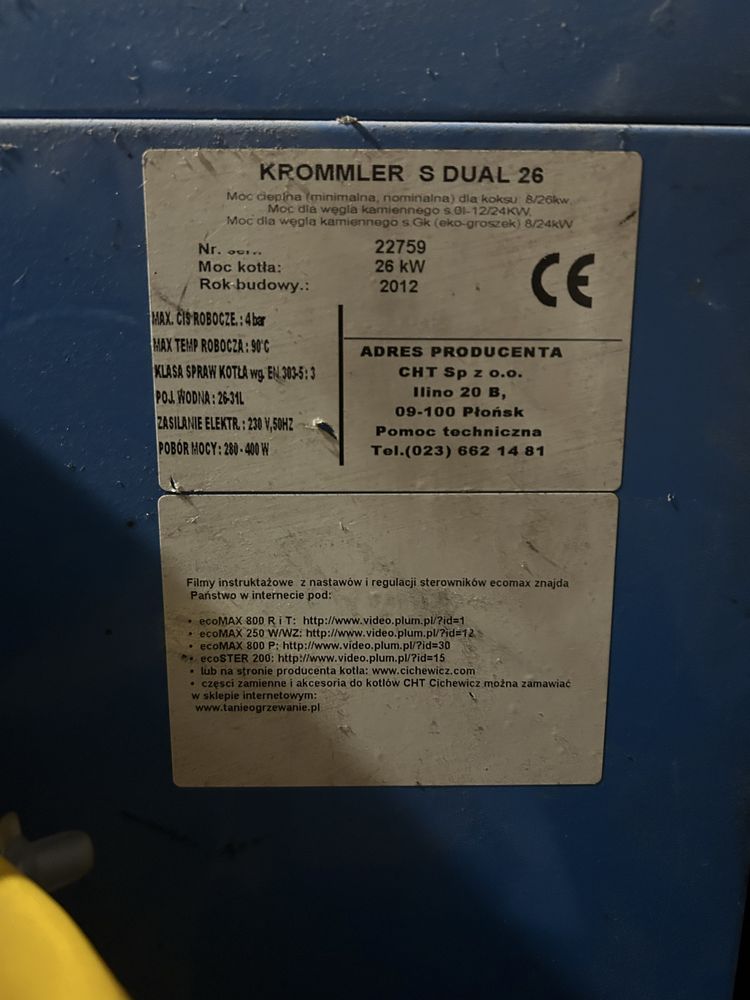 KROMMLER S DUAL 26
Moc cieplna (minimalna, nominalna) dla koksu: 8/26kw,
Moc dla węgla kamiennego s.GI-12/24KW,
Moc dla węgla kamiennego s.Gk (eko-groszek) 8/24kW
Nr. 22759
Moc kotła: 26 kW
Rok budowy.: 2012
CE
MAX. CIŚ ROBOCZE. : 4 bar
MAX TEMP ROBOCZA : 90°C
KLASA SPRAW KOTŁA wg. EN 303-5 : 3
POJ. WODNA : 26-31L
ZASILANIE ELEKTR. : 230 V,50HZ
POBÓR MOCY : 280 - 400 W
ADRES PRODUCENTA
CHT Sp z o.o.
Ilino 20 B,
09-100 Płońsk
Pomoc techniczna
Tel.(023) 662 14 81
Filmy instruktażowe z nastawów i regulacji sterowników ecomax znajda
Państwo w internecie pod:
• ecoMAX 800 R i T: http://www.video.plum.pl/?id=1
• ecoMAX 250 W/WZ: http://www.video.plum.pl/?id=12
• ecoMAX 800 P: http://www.video.plum.pl/?id=30
• ecoSTER 200: http://www.video.plum.pl/?id=15
• lub na stronie producenta kotła: www.cichewicz.com
• części zamienne i akcesoria do kotłów CHT Cichewicz można zamawiać
w sklepie internetowym:
www.tanieogrzewanie.pl